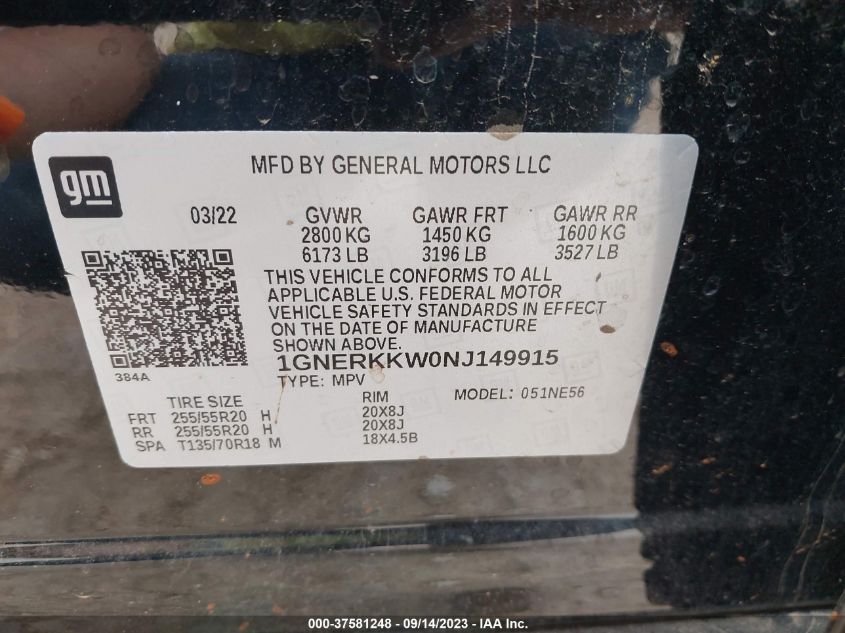 gm
MFD BY GENERAL MOTORS LLC
03/22 GVWR GAWR FRT GAWR RR
2800 KG 1450 KG 1600 KG
6173 LB 3196 LB 3527 LB
THIS VEHICLE CONFORMS TO ALL
APPLICABLE U.S. FEDERAL MOTOR
VEHICLE SAFETY STANDARDS IN EFFECT
ON THE DATE OF MANUFACTURE
SHOWN ABOVE.
1GNERKKW0NJ149915
384A TYPE: MPV MODEL: 051NE56
TIRE SIZE RIM
FRT 255/55R20 H 20X8J
RR 255/55R20 H 20X8J
SPA T135/70R18 M 18X4.5B
000-37581248 - 09/14/2023 - IAA Inc.